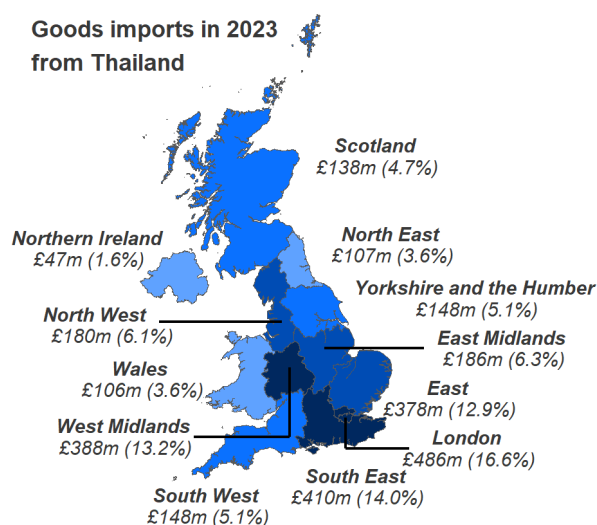 Goods imports in 2023
from Thailand
Scotland
£138m (4.7%)
Northern Ireland
£47m (1.6%)
North East
£107m (3.6%)
Yorkshire and the Humber
£148m (5.1%)
North West
£180m (6.1%)
East Midlands
£186m (6.3%)
Wales
£106m (3.6%)
East
£378m (12.9%)
West Midlands
£388m (13.2%)
London
£486m (16.6%)
South East
£410m (14.0%)
South West
£148m (5.1%)